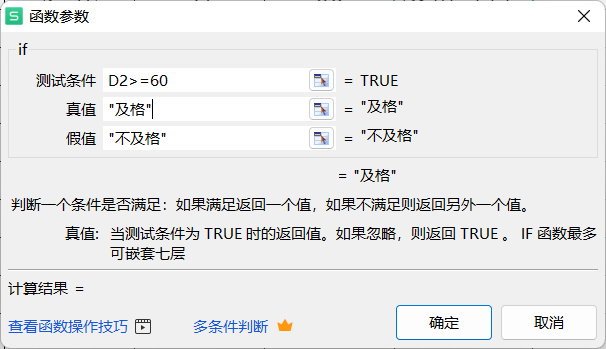 函数参数
if
测试条件 D2>=60 = TRUE
真值 "及格" = "及格"
假值 "不及格" = "不及格"
= "及格"
判断一个条件是否满足：如果满足返回一个值，如果不满足则返回另外一个值。
真值: 当测试条件为 TRUE 时的返回值。如果忽略，则返回 TRUE 。 IF 函数最多
可嵌套七层
计算结果 =
查看函数操作技巧 多条件判断 确定 取消